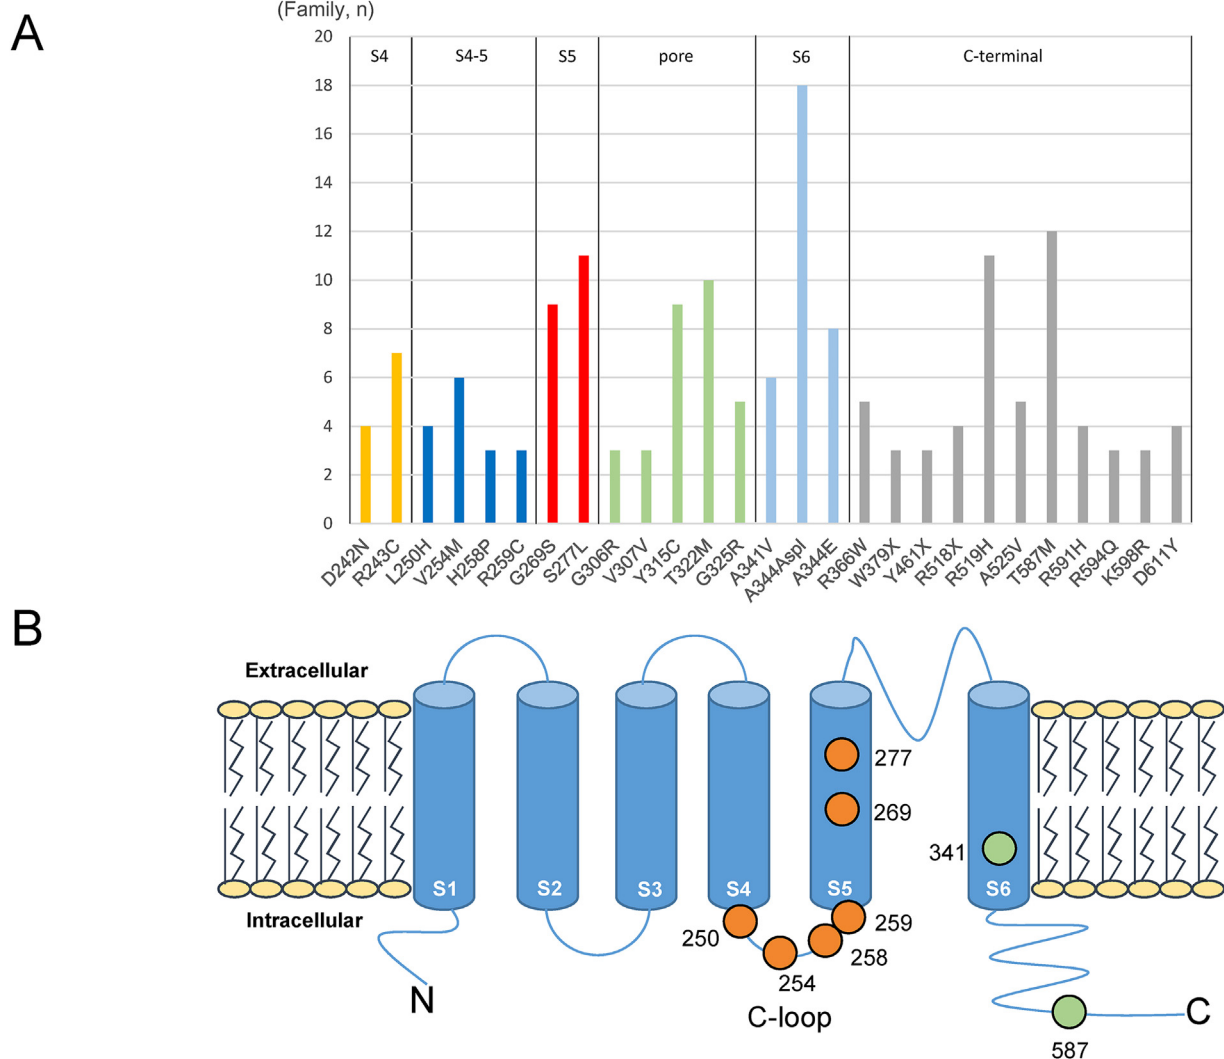 (Family, n)
A
20
S4 S4-5 S5 pore S6 C-terminal
18
16
14
12
10
8
6
4
2
0
D242N R243C L250H V254M H258P R259C G269S S277L G306R V307V Y315C T322M G325R A341V A344Aspl A344E R366W W379X Y461X R518X R519H A525V T587M R591H R594Q K598R D611Y
B
Extracellular
277
269
341
S1 S2 S3 S4 S5 S6
Intracellular
250 259
258
254
N
C-loop
C
587